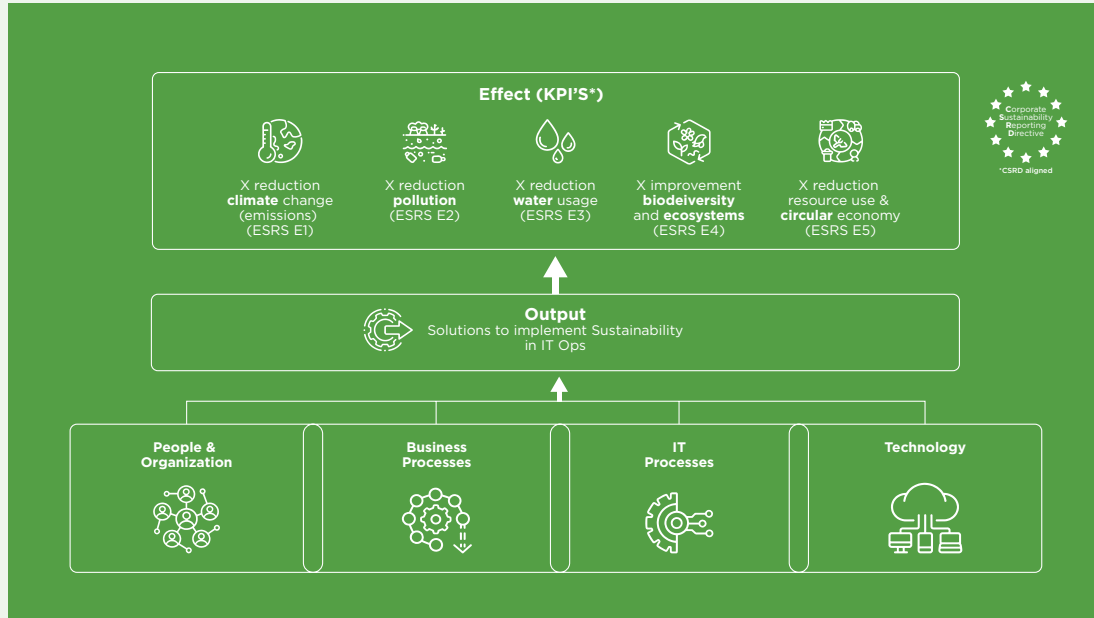 Effect (KPI'S*)
X reduction
climate change
(emissions)
(ESRS E1)
X reduction
pollution
(ESRS E2)
X reduction
water usage
(ESRS E3)
X improvement
biodeiversity
and ecosystems
(ESRS E4)
X reduction
resource use &
circular economy
(ESRS E5)
Corporate
Sustainability
Reporting
Directive
*CSRD aligned
Output
Solutions to implement Sustainability
in IT Ops
People &
Organization
Business
Processes
IT
Processes
Technology